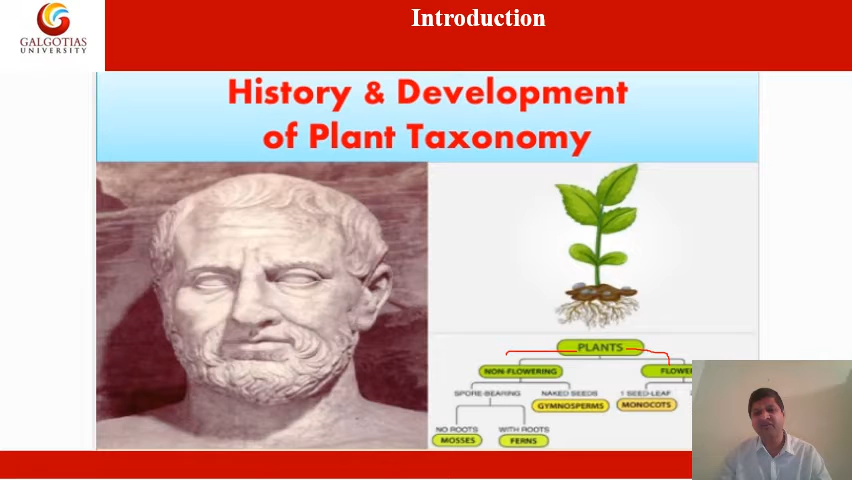 Introduction
GALGOTIAS
UNIVERSITY
History & Development
of Plant Taxonomy
PLANTS
NON-FLOWERING
FLOWER
SPORE-BEARING
NAKED SEEDS
1 SEED-LEAF
GYMNOSPERMS
MONOCOTS
NO ROOTS
WITH ROOTS
MOSSES
FERNS